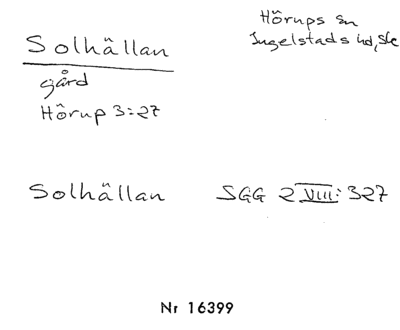 Solhällan
Hörups sn
Ingelstads hd, Sk
gård
Hörup 3:27
Solhällan SGG 2 VIII: 327
Nr 16399